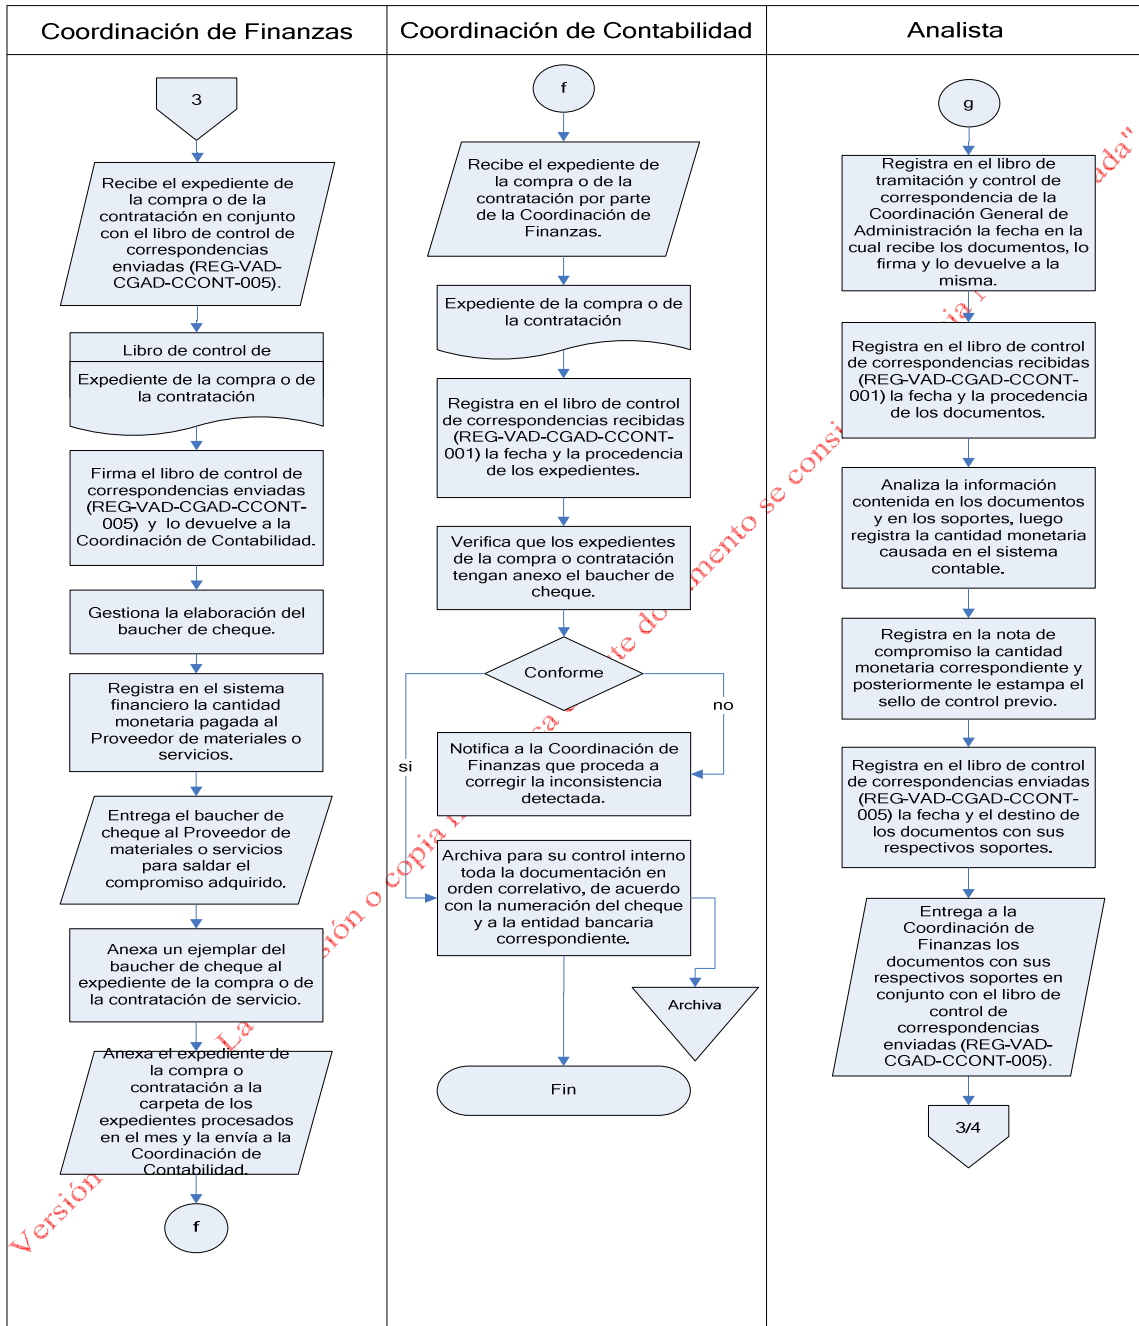 Coordinación de Finanzas
3
Recibe el expediente de
la compra o de la
contratación en conjunto
con el libro de control de
correspondencias
enviadas (REG-VAD-
CGAD-CCONT-005).
Libro de control de
Expediente de la compra o de
la contratación
Firma el libro de control de
correspondencias enviadas
(REG-VAD-CGAD-CCONT-
005) y lo devuelve a la
Coordinación de Contabilidad.
Gestiona la elaboración del
baucher de cheque.
Registra en el sistema
financiero la cantidad
monetaria pagada al
Proveedor de materiales o
servicios.
Entrega el baucher de
cheque al Proveedor de
materiales o servicios
para saldar el
compromiso adquirido.
Anexa un ejemplar del
baucher de cheque al
expediente de la compra o de
la contratación de servicio.
Anexa el expediente de
la compra o
contratación a la
carpeta de los
expedientes procesados
en el mes y la envía a la
Coordinación de
Contabilidad.
f
Coordinación de Contabilidad
f
Recibe el expediente de
la compra o de la
contratación por parte
de la Coordinación de
Finanzas.
Expediente de la compra o de
la contratación
Registra en el libro de control
de correspondencias recibidas
(REG-VAD-CGAD-CCONT-
001) la fecha y la procedencia
de los expedientes.
Verifica que los expedientes
de la compra o contratación
tengan anexo el baucher de
cheque.
Conforme
no
si
Notifica a la Coordinación de
Finanzas que proceda a
corregir la inconsistencia
detectada.
Archiva para su control interno
toda la documentación en
orden correlativo, de acuerdo
con la numeración del cheque
y a la entidad bancaria
correspondiente.
Archiva
Fin
Analista
g
Registra en el libro de
tramitación y control de
correspondencia de la
Coordinación General de
Administración la fecha en la
cual recibe los documentos, lo
firma y lo devuelve a la
misma.
Registra en el libro de control
de correspondencias recibidas
(REG-VAD-CGAD-CCONT-
001) la fecha y la procedencia
de los documentos.
Analiza la información
contenida en los documentos
y en los soportes, luego
registra la cantidad monetaria
causada en el sistema
contable.
Registra en la nota de
compromiso la cantidad
monetaria correspondiente y
posteriormente le estampa el
sello de control previo.
Registra en el libro de control
de correspondencias enviadas
(REG-VAD-CGAD-CCONT-
005) la fecha y el destino de
los documentos con sus
respectivos soportes.
Entrega a la
Coordinación de
Finanzas los
documentos con sus
respectivos soportes en
conjunto con el libro de
control de
correspondencias
enviadas (REG-VAD-
CGAD-CCONT-005).
3/4
Versión La o copia documento se